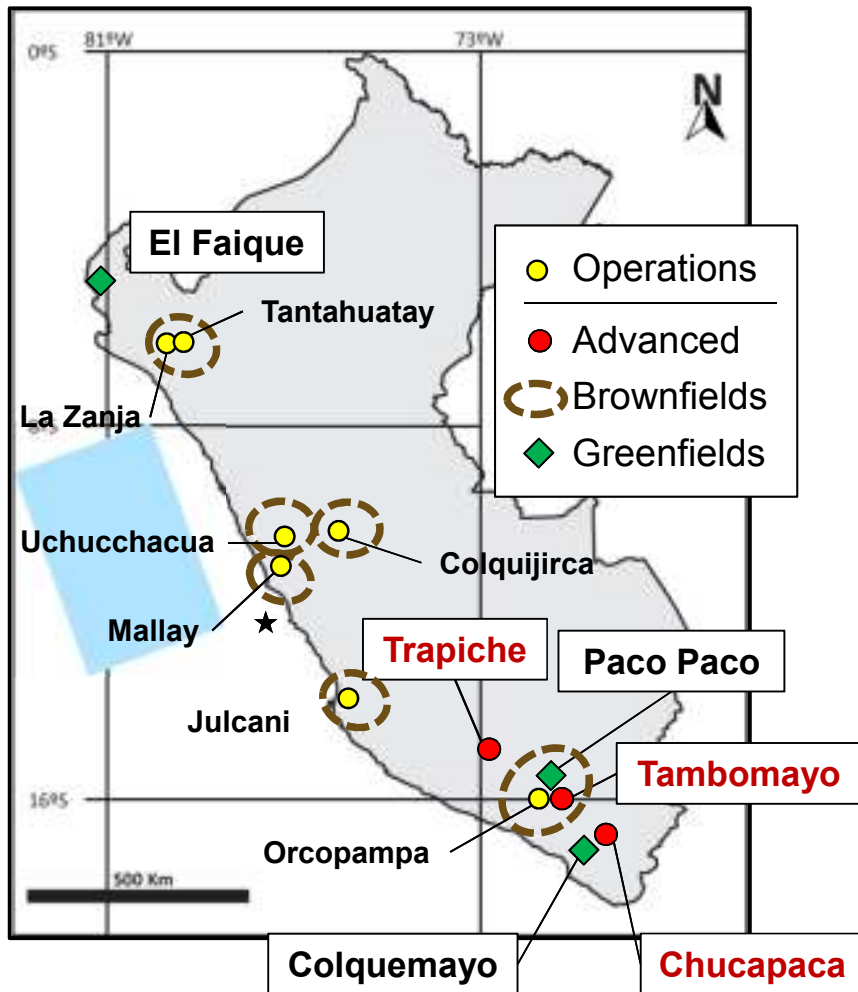 81ºW
73ºW
0ºS
N
El Faique
Operations
Tantahuatay
Advanced
Brownfields
La Zanja
Greenfields
Uchucchacua
Colquijirca
Mallay
Trapiche
Paco Paco
Julcani
Tambomayo
16ºS
Orcopampa
500 Km
Colquemayo
Chucapaca